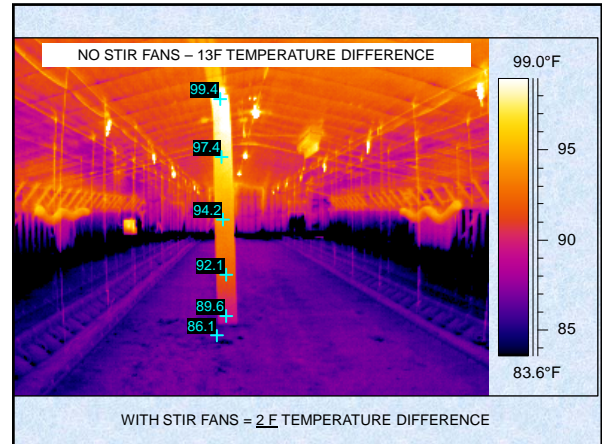 NO STIR FANS – 13F TEMPERATURE DIFFERENCE
99.4
97.4
94.2
92.1
89.6
86.1
99.0°F
95
90
85
83.6°F
WITH STIR FANS = 2 F TEMPERATURE DIFFERENCE